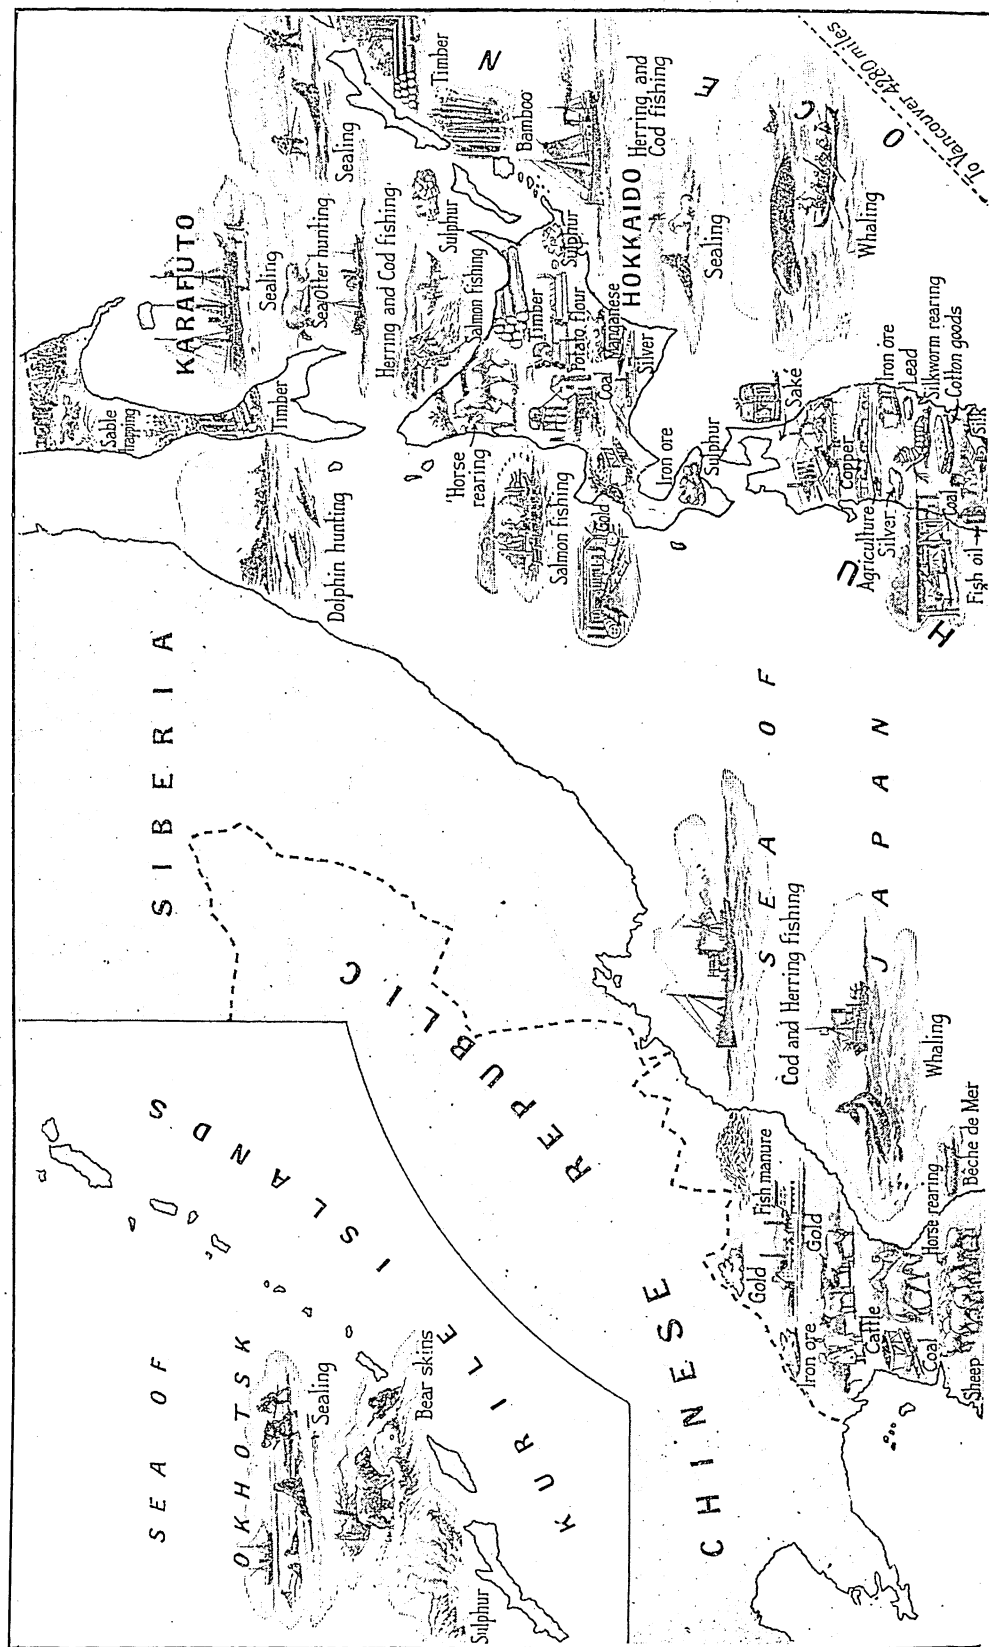 SEA OF
OKHOTSK
Sealing
Bear skins
Sulphur
KURILE ISLANDS
SIBERIA
CHINESE REPUBLIC
Sable
trapping
KARAFUTO
Timber
Dolphin hunting
Sealing
Sea Otter hunting
Sealing
Herring and Cod fishing
Sulphur
Timber
Bamboo
Salmon fishing
Horse
rearing
Timber
Sulphur
Potato flour
Coal
Manganese
Silver
HOKKAIDO
Herring and
Cod fishing
Salmon fishing
Gold
Iron ore
Sulphur
Sealing
Whaling
To Vancouver 4280 miles
Saké
Copper
Agriculture
Silver
Iron ore
Lead
Silkworm rearing
Cotton goods
Coal
Silk
Fish oil
H U
O C E N
SEA OF
JAPAN
Cod and Herring fishing
Whaling
Fish manure
Gold
Gold
Iron ore
Cattle
Coal
Horse rearing
Sheep
Bêche de Mer